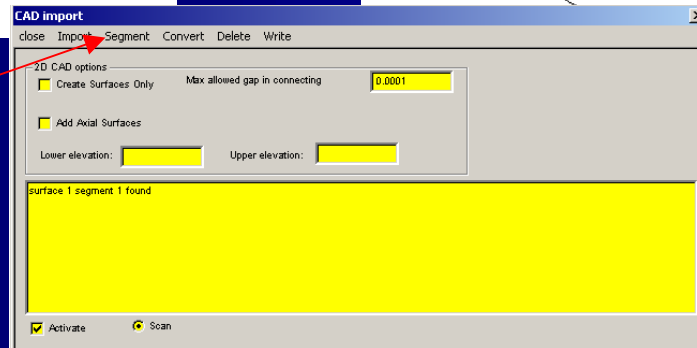 CAD import
close Import Segment Convert Delete Write
2D CAD options
Create Surfaces Only Max allowed gap in connecting 0.0001
Add Axial Surfaces
Lower elevation: Upper elevation:
surface 1 segment 1 found
Activate Scan